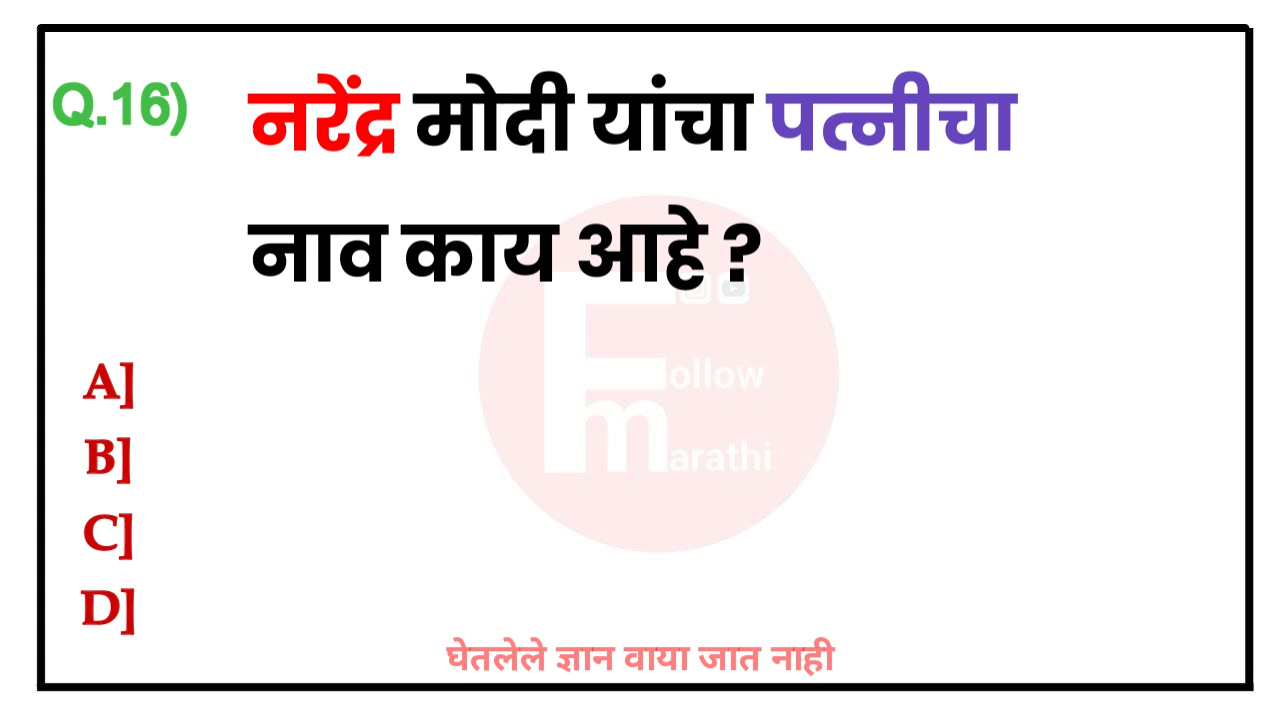 Q.16) नरेंद्र मोदी यांचा पत्नीचा
नाव काय आहे ?
A]
B]
C]
D]
Follow
marathi
घेतलेले ज्ञान वाया जात नाही